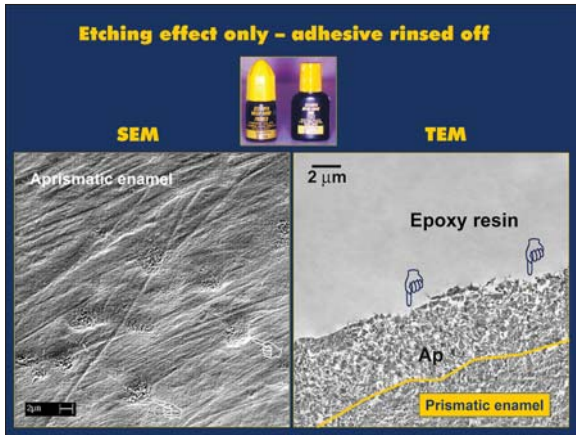 Etching effect only – adhesive rinsed off
SEM
TEM
Aprismatic enamel
2µm
2 µm
Epoxy resin
Ap
Prismatic enamel